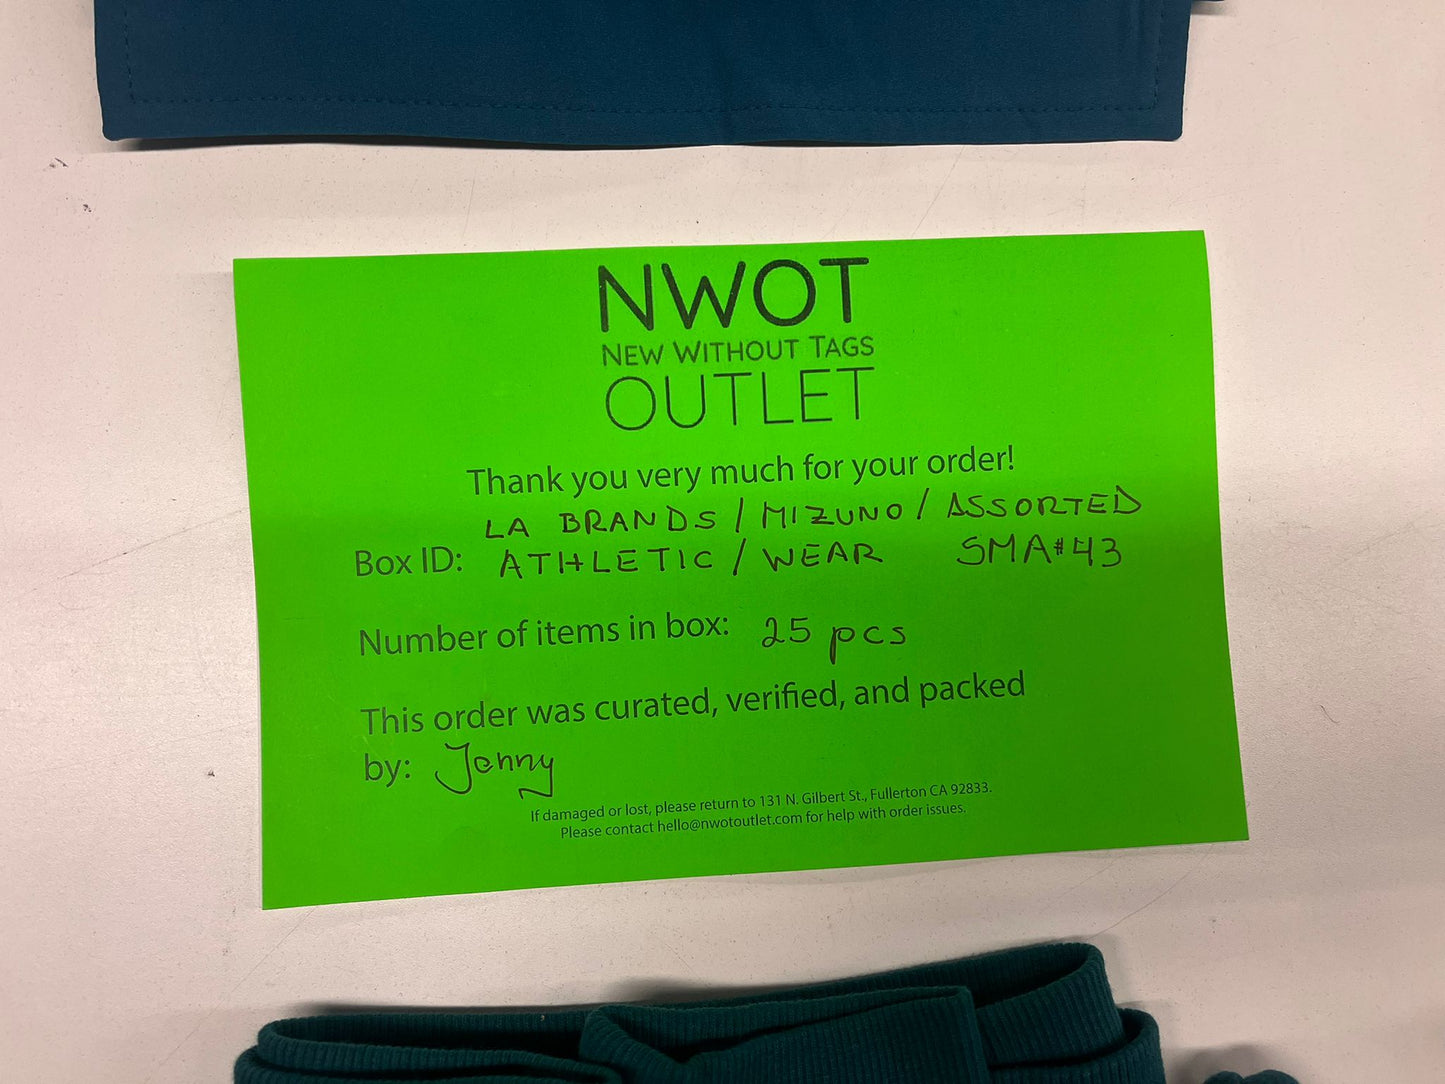 NWOT
NEW WITHOUT TAGS
OUTLET
Thank you very much for your order!
LA BRANDS / MIZUNO / ASSORTED
Box ID: ATHLETIC / WEAR SMA#43
Number of items in box: 25 pcs
This order was curated, verified, and packed
by: Jenny
If damaged or lost, please return to 131 N. Gilbert St., Fullerton CA 92833.
Please contact hello@nwotoutlet.com for help with order issues.